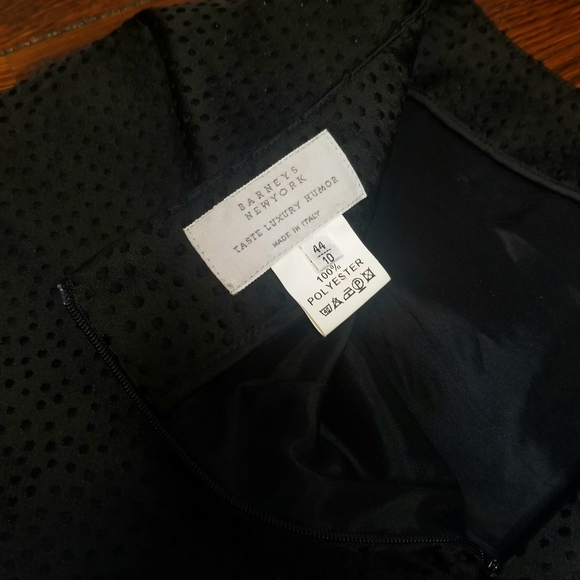 BARNEYS
NEWYORK
TASTE LUXURY HUMOR
MADE IN ITALY
44
10
100%
POLYESTER
P